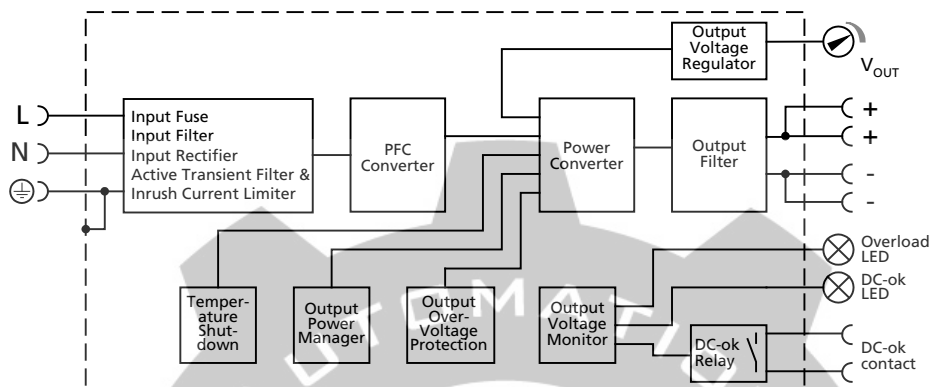 Output
Voltage
Regulator
VOUT
L
N
Input Fuse
Input Filter
Input Rectifier
Active Transient Filter &
Inrush Current Limiter
PFC
Converter
Power
Converter
Output
Filter
+
+
-
-
Overload
LED
DC-ok
LED
Temper-
ature
Shut-
down
Output
Power
Manager
Output
Over-
Voltage
Protection
Output
Voltage
Monitor
DC-ok
Relay
DC-ok
contact
UTOMATIO